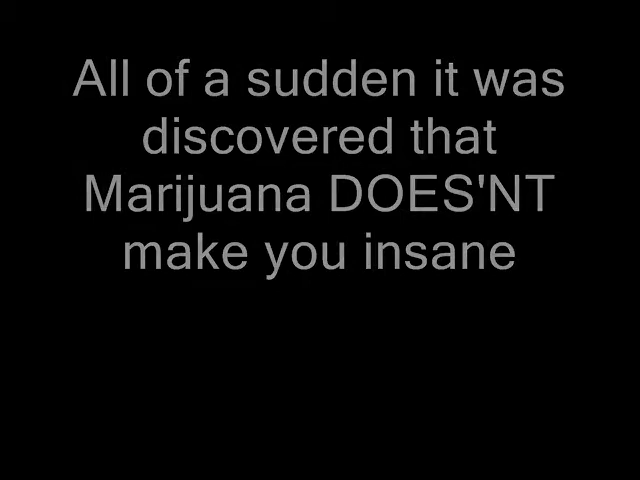 All of a sudden it was
discovered that
Marijuana DOES'NT
make you insane